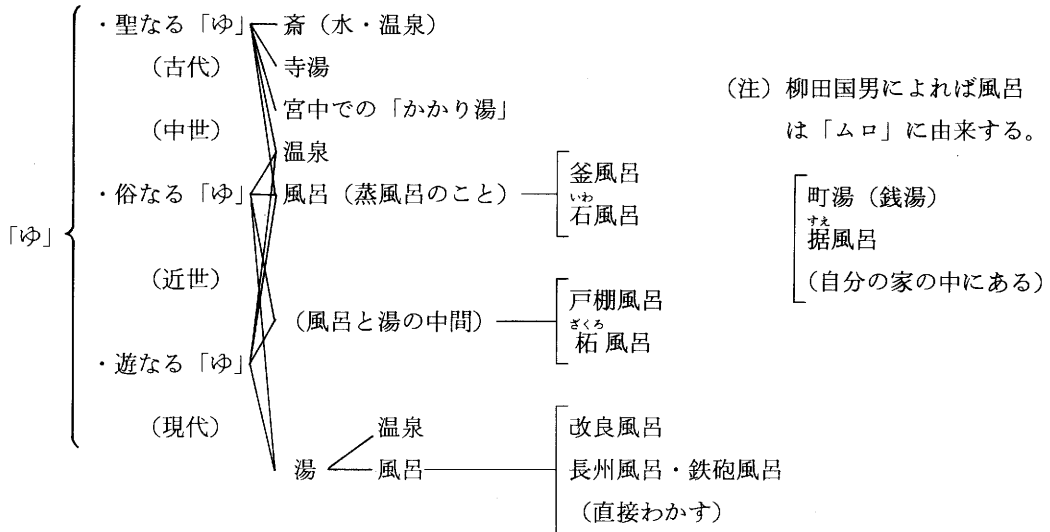 「ゆ」
・聖なる「ゆ」
(古代)
(中世)
・俗なる「ゆ」
(近世)
・遊なる「ゆ」
(現代)
斎(水・温泉)
寺湯
宮中での「かかり湯」
温泉
風呂(蒸風呂のこと)
釜風呂
いわ
石風呂
(風呂と湯の中間)
戸棚風呂
ざくろ
柘風呂
湯
温泉
風呂
改良風呂
長州風呂・鉄砲風呂
(直接わかす)
(注)柳田国男によれば風呂
は「ムロ」に由来する。
町湯(銭湯)
すえ
据風呂
(自分の家の中にある)